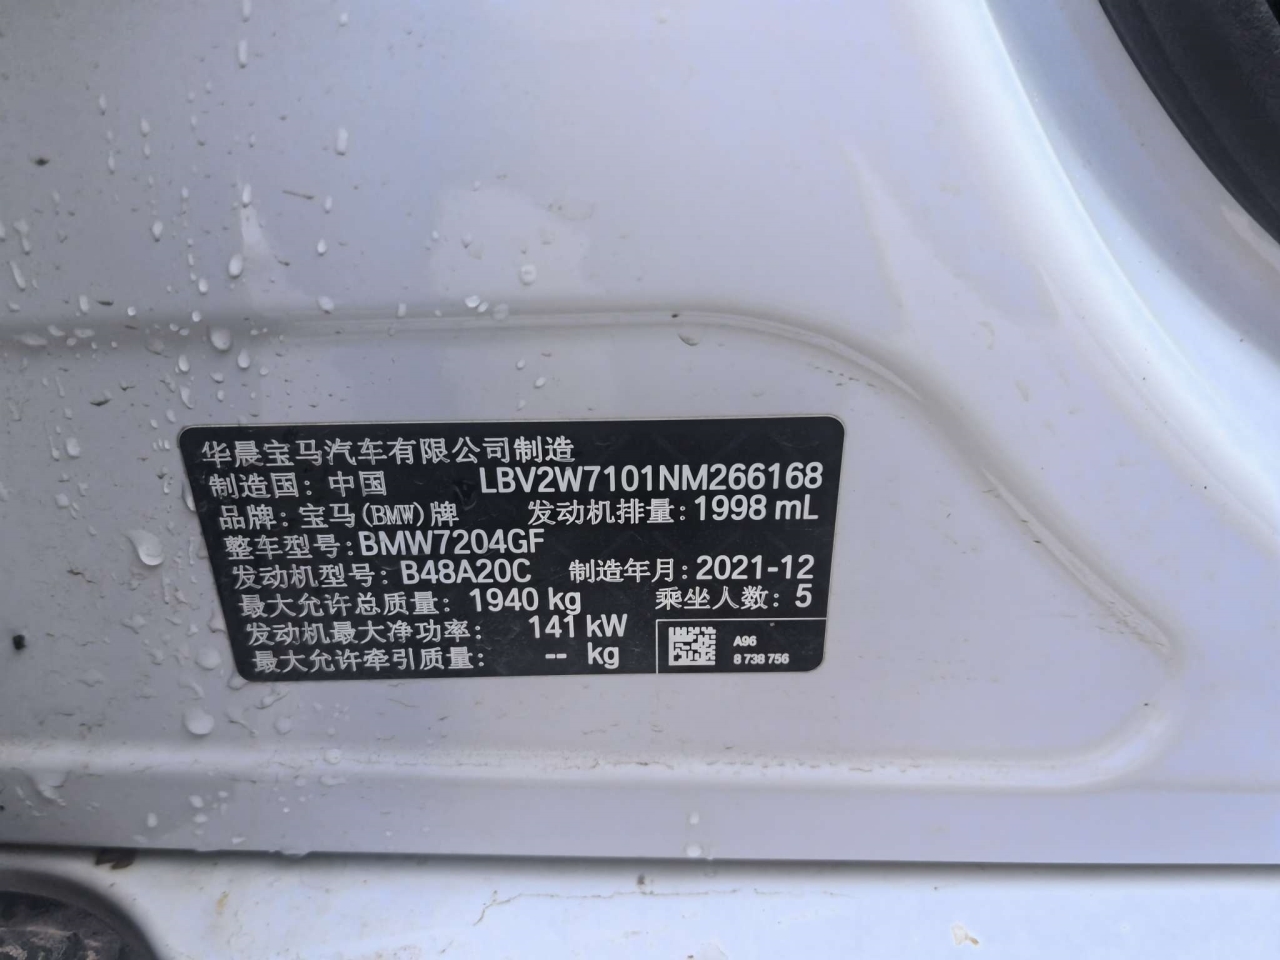 华晨宝马汽车有限公司制造
制造国：中国 LBV2W7101NM266168
品牌：宝马(BMW)牌 发动机排量：1998 mL
整车型号：BMW7204GF
发动机型号：B48A20C 制造年月：2021-12
最大允许总质量：1940 kg 乘坐人数：5
发动机最大净功率：141 kW
最大允许牵引质量：-- kg
A96
8 738 756